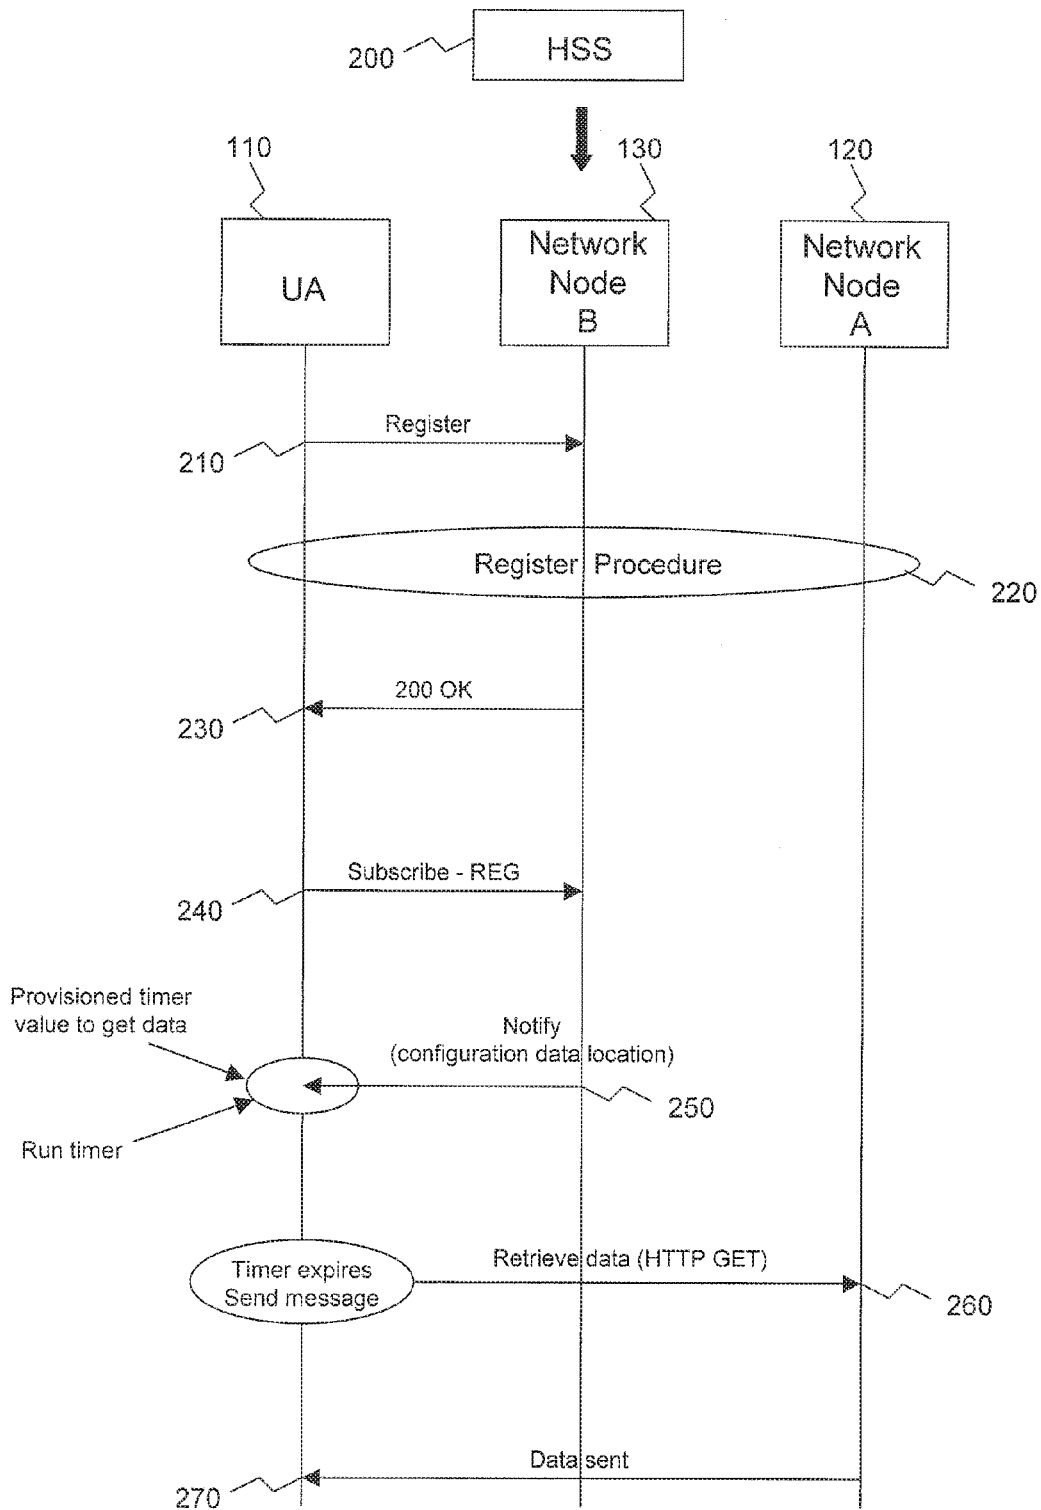 200
HSS
110
130
120
UA
Network
Node
B
Network
Node
A
Register
210
Register Procedure
220
200 OK
230
Subscribe - REG
240
Provisioned timer
value to get data
Notify
(configuration data location)
250
Run timer
Retrieve data (HTTP GET)
Timer expires
Send message
260
Data sent
270